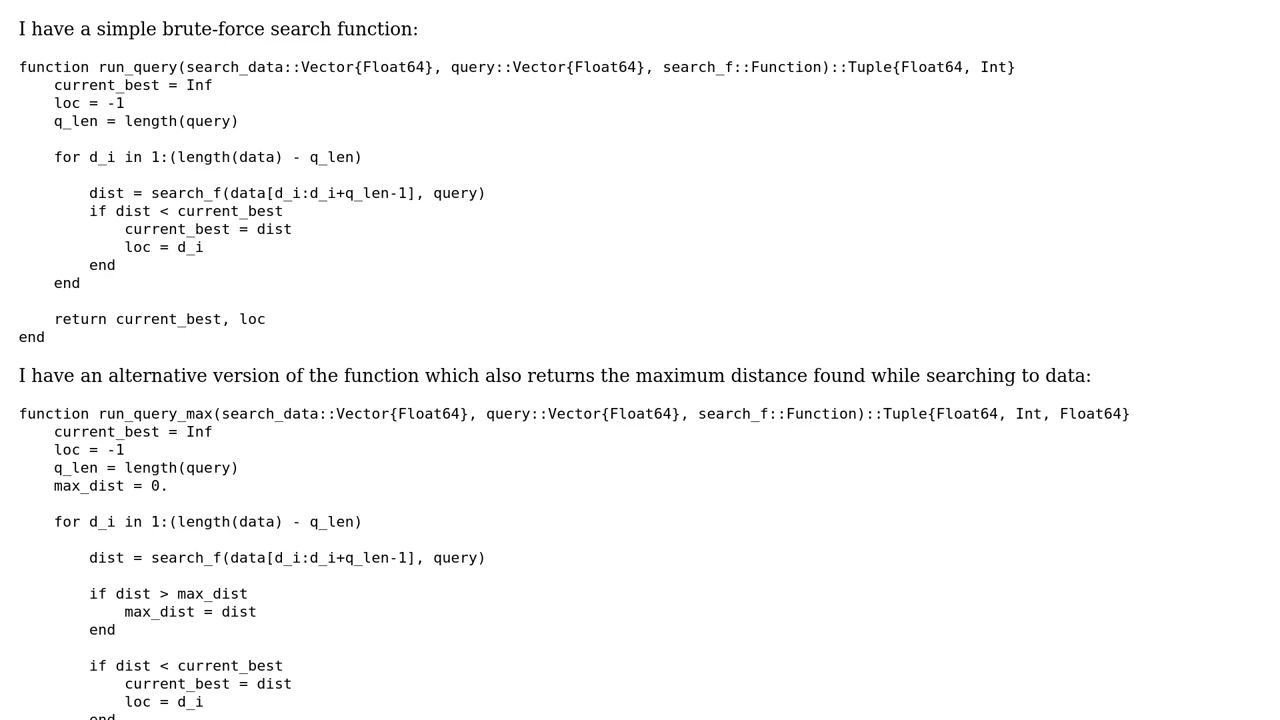 I have a simple brute-force search function:
function run_query(search_data::Vector{Float64}, query::Vector{Float64}, search_f::Function)::Tuple{Float64, Int}
    current_best = Inf
    loc = -1
    q_len = length(query)

    for d_i in 1:(length(data) - q_len)

        dist = search_f(data[d_i:d_i+q_len-1], query)
        if dist < current_best
            current_best = dist
            loc = d_i
        end
    end

    return current_best, loc
end
I have an alternative version of the function which also returns the maximum distance found while searching to data:
function run_query_max(search_data::Vector{Float64}, query::Vector{Float64}, search_f::Function)::Tuple{Float64, Int, Float64}
    current_best = Inf
    loc = -1
    q_len = length(query)
    max_dist = 0.

    for d_i in 1:(length(data) - q_len)

        dist = search_f(data[d_i:d_i+q_len-1], query)

        if dist > max_dist
            max_dist = dist
        end

        if dist < current_best
            current_best = dist
            loc = d_i
        end